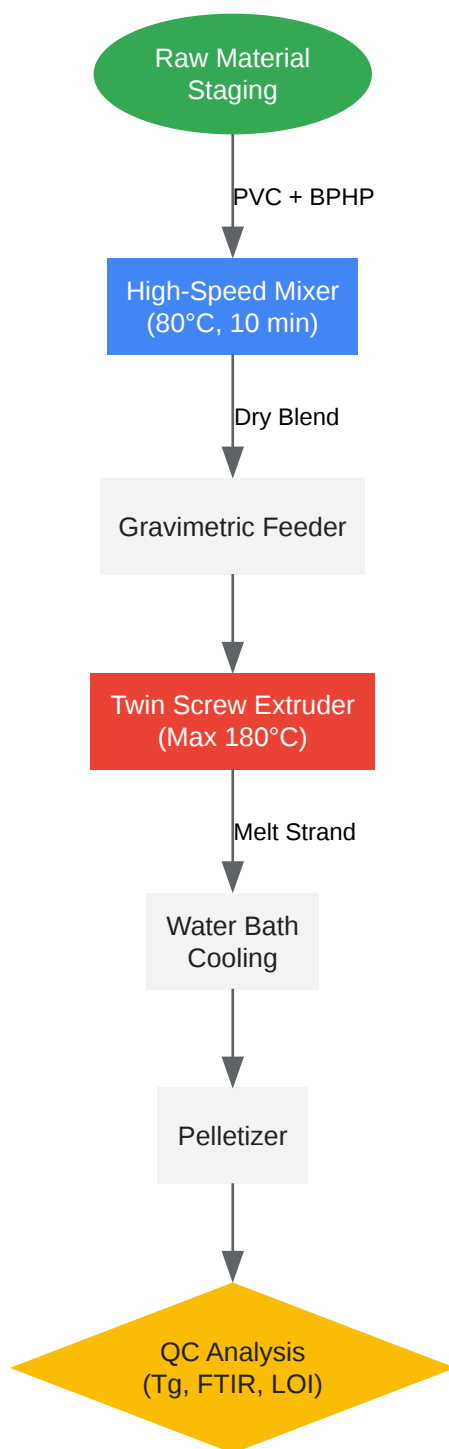 Raw Material
Staging
PVC + BPHP
High-Speed Mixer
(80°C, 10 min)
Dry Blend
Gravimetric Feeder
Twin Screw Extruder
(Max 180°C)
Melt Strand
Water Bath
Cooling
Pelletizer
QC Analysis
(Tg, FTIR, LOI)